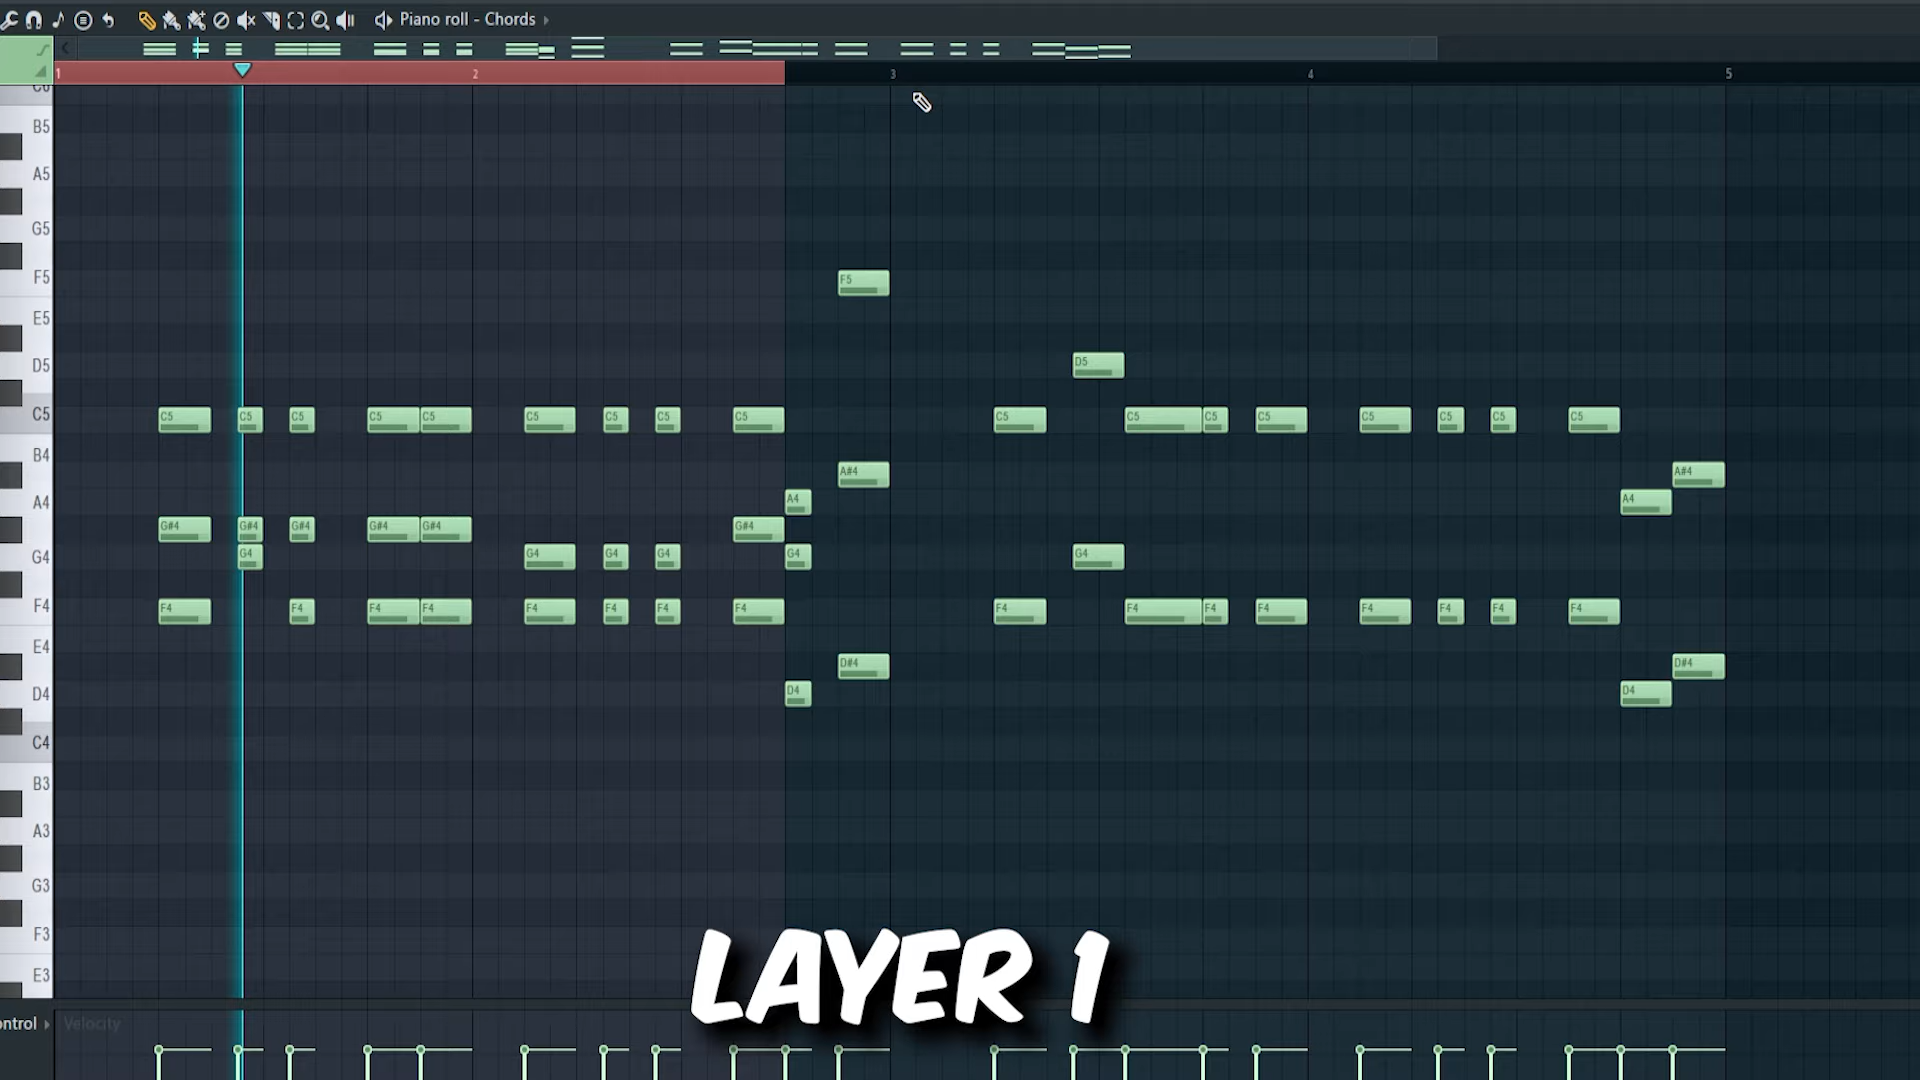 Piano roll - Chords
1 2 3 4 5
C6
B5
A5
G5
F5 F5
E5
D5 D5
C5 C5 C5 C5 C5 C5 C5 C5 C5 C5 C5 C5 C5 C5 C5 C5 C5 C5
B4
A#4 A#4
A4 A4 A4
G#4 G#4 G#4 G#4 G#4 G#4
G4 G4 G4 G4 G4 G4 G4
F4 F4 F4 F4 F4 F4 F4 F4 F4 F4 F4 F4 F4 F4 F4 F4 F4
E4
D#4 D#4
D4 D4 D4
C4
B3
A3
G3
F3
E3
LAYER 1
ontrol Velocity